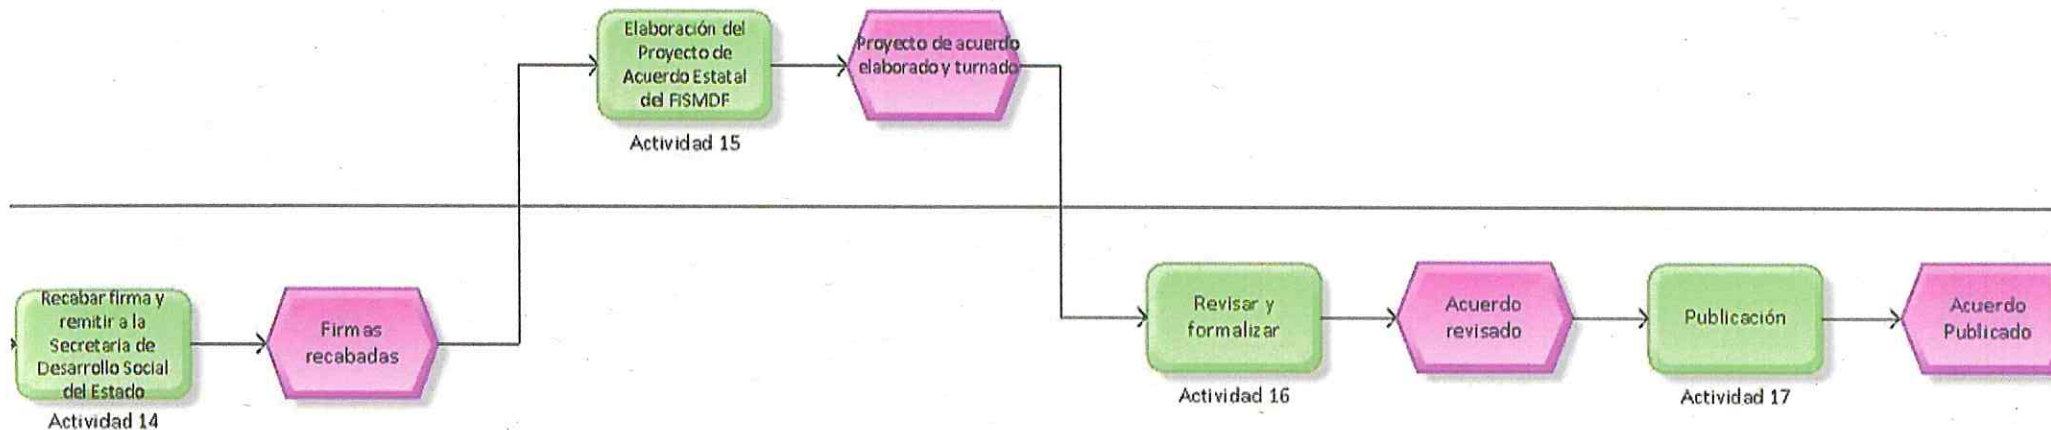 Elaboración del
Proyecto de
Acuerdo Estatal
del FISMDF
Actividad 15
Proyecto de acuerdo
elaborado y turnado
Recabar firma y
remitir a la
Secretaria de
Desarrollo Social
del Estado
Actividad 14
Firmas
recabadas
Revisar y
formalizar
Actividad 16
Acuerdo
revisado
Publicación
Actividad 17
Acuerdo
Publicado